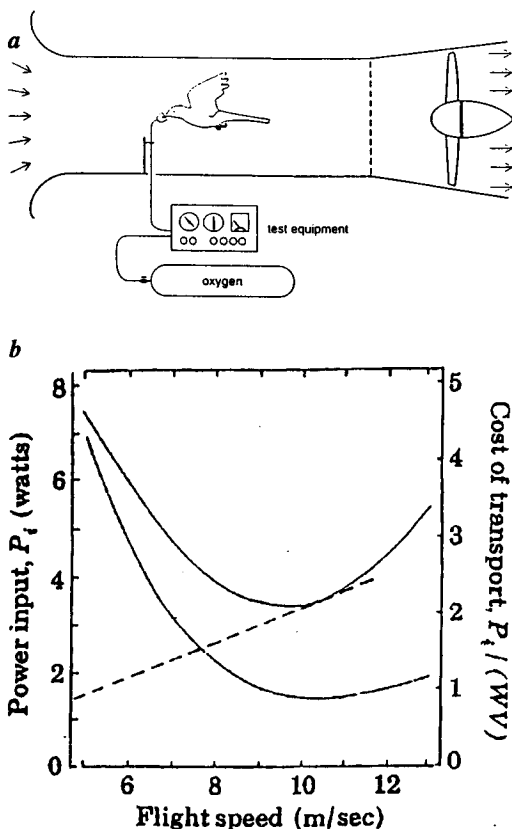 a
test equipment
oxygen
b
8
6
4
2
0
Power input, P_i (watts)
5
4
3
2
1
0
Cost of transport, P_i / (WV)
6
8
10
12
Flight speed (m/sec)